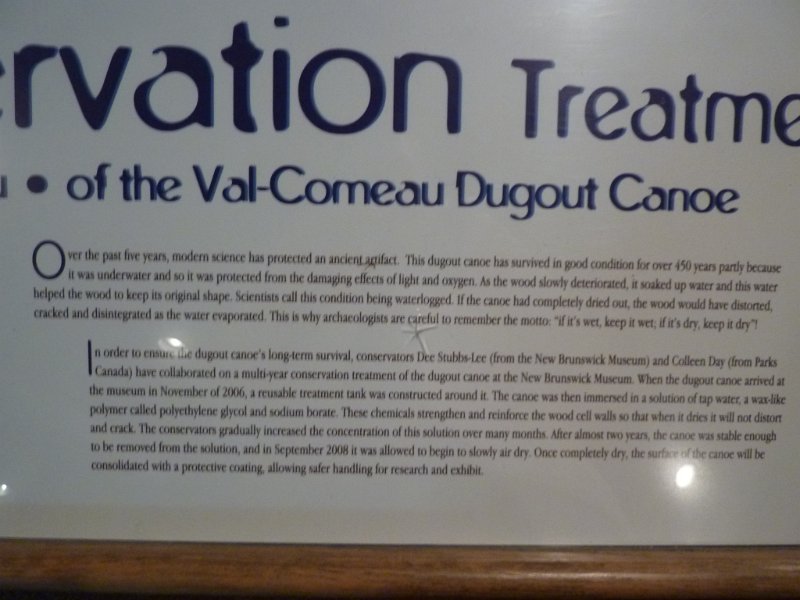 ervation Treatme
u • of the Val-Comeau Dugout Canoe
Over the past five years, modern science has protected an ancient artifact. This dugout canoe has survived in good condition for over 450 years partly because
it was underwater and so it was protected from the damaging effects of light and oxygen. As the wood slowly deteriorated, it soaked up water and this water
helped the wood to keep its original shape. Scientists call this condition being waterlogged. If the canoe had completely dried out, the wood would have distorted,
cracked and disintegrated as the water evaporated. This is why archaeologists are careful to remember the motto: "if it's wet, keep it wet; if it's dry, keep it dry"!
In order to ensure the dugout canoe's long-term survival, conservators Dee Stubbs-Lee (from the New Brunswick Museum) and Colleen Day (from Parks
Canada) have collaborated on a multi-year conservation treatment of the dugout canoe at the New Brunswick Museum. When the dugout canoe arrived at
the museum in November of 2006, a reusable treatment tank was constructed around it. The canoe was then immersed in a solution of tap water, a wax-like
polymer called polyethylene glycol and sodium borate. These chemicals strengthen and reinforce the wood cell walls so that when it dries it will not distort
and crack. The conservators gradually increased the concentration of this solution over many months. After almost two years, the canoe was stable enough
to be removed from the solution, and in September 2008 it was allowed to begin to slowly air dry. Once completely dry, the surface of the canoe will be
consolidated with a protective coating, allowing safer handling for research and exhibit.